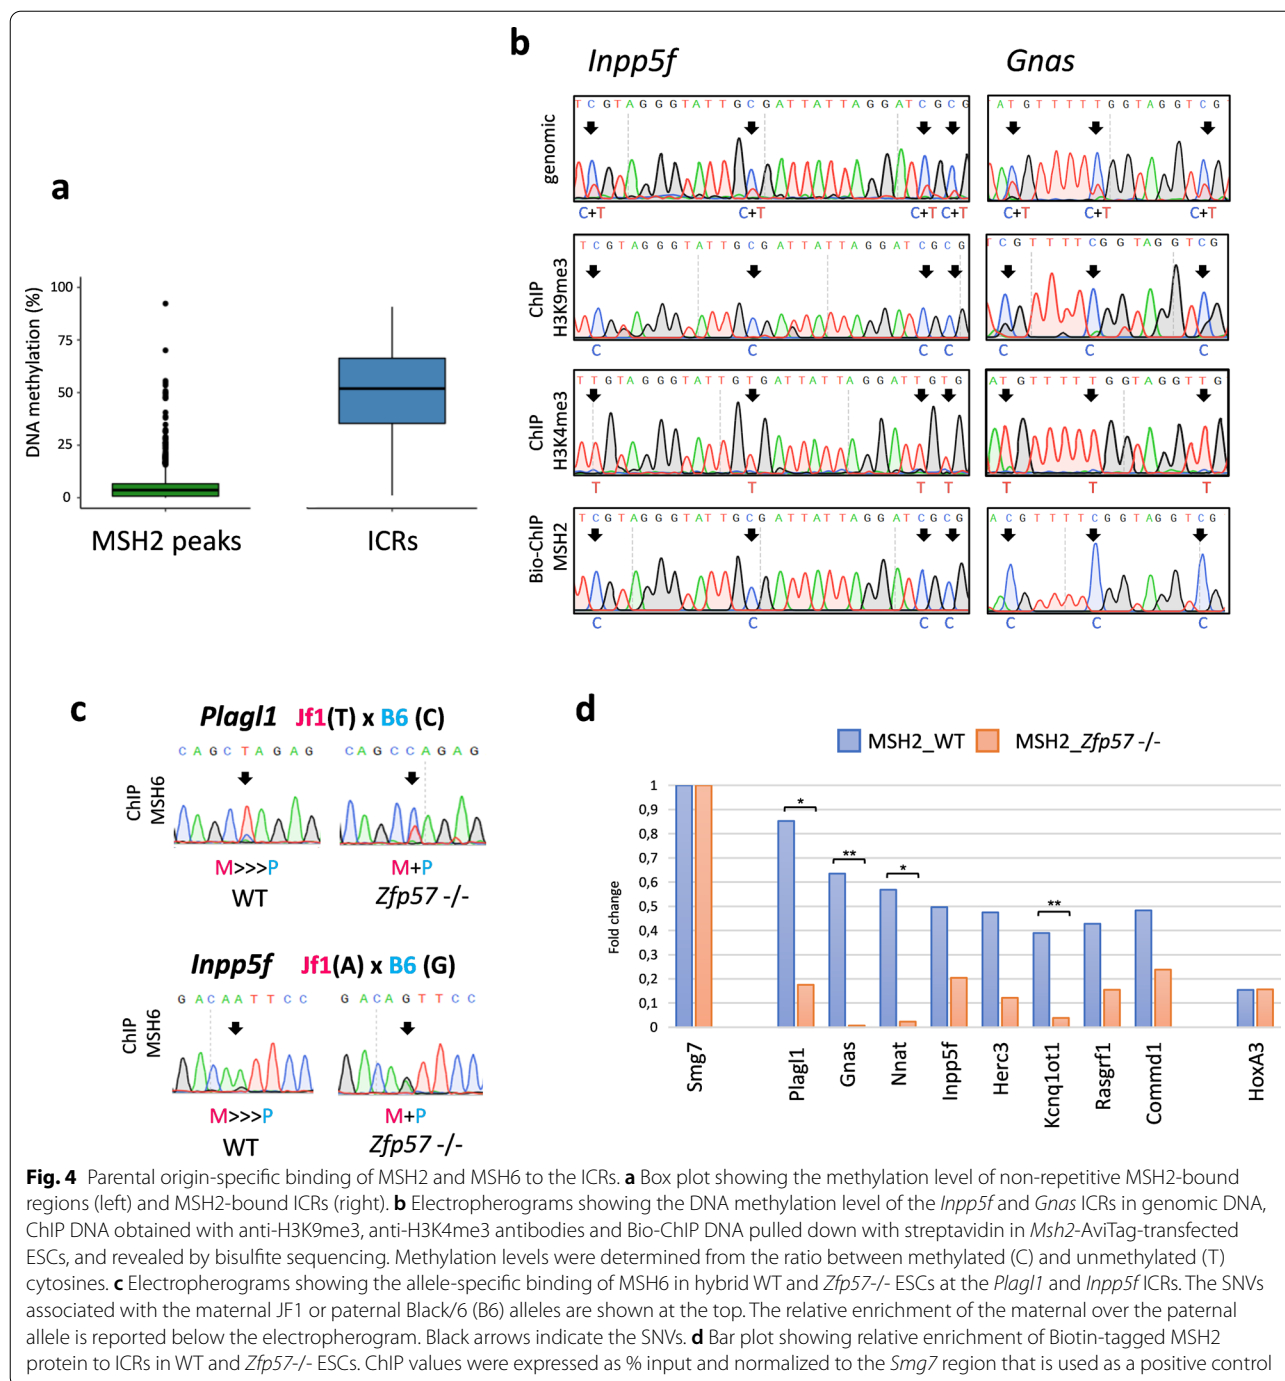 a
DNA methylation (%)
100
75
50
25
0
MSH2 peaks
ICRs
b
Inpp5f
Gnas
genomic
T C G T A G G G T A T T G C G A T T A T T A G G A T C G C G
A T G T T T T T G G T A G G T C G
C+T C+T C+T C+T
C+T C+T C+T
ChIP
H3K9me3
T C G T A G G G T A T T G C G A T T A T T A G G A T C G C G
T C G T T T T C G G T A G G T C G
C C C C
C C C
ChIP
H3K4me3
T T G T A G G G T A T T G T G A T T A T T A G G A T T G T G
A T G T T T T T G G T A G G T T G
T T T T
T T T
Bio-ChIP
MSH2
T C G T A G G G T A T T G C G A T T A T T A G G A T C G C G
A C G T T T T C G G T A G G T C G
C C C C
C C C
c
Plagl1 Jf1(T) x B6 (C)
C A G C T A G A G
C A G C C A G A G
ChIP
MSH6
M>>>P
M+P
WT
Zfp57 -/-
Inpp5f Jf1(A) x B6 (G)
G A C A A T T C C
G A C A G T T C C
ChIP
MSH6
M>>>P
M+P
WT
Zfp57 -/-
d
MSH2_WT
MSH2_Zfp57 -/-
Fold change
1
0,9
0,8
0,7
0,6
0,5
0,4
0,3
0,2
0,1
0
*
**
*
**
Smg7
Plagl1
Gnas
Nnat
Inpp5f
Herc3
Kcnq1ot1
Rasgrf1
Commd1
HoxA3
Fig. 4 Parental origin-specific binding of MSH2 and MSH6 to the ICRs. a Box plot showing the methylation level of non-repetitive MSH2-bound
regions (left) and MSH2-bound ICRs (right). b Electropherograms showing the DNA methylation level of the Inpp5f and Gnas ICRs in genomic DNA,
ChIP DNA obtained with anti-H3K9me3, anti-H3K4me3 antibodies and Bio-ChIP DNA pulled down with streptavidin in Msh2-AviTag-transfected
ESCs, and revealed by bisulfite sequencing. Methylation levels were determined from the ratio between methylated (C) and unmethylated (T)
cytosines. c Electropherograms showing the allele-specific binding of MSH6 in hybrid WT and Zfp57-/- ESCs at the Plagl1 and Inpp5f ICRs. The SNVs
associated with the maternal JF1 or paternal Black/6 (B6) alleles are shown at the top. The relative enrichment of the maternal over the paternal
allele is reported below the electropherogram. Black arrows indicate the SNVs. d Bar plot showing relative enrichment of Biotin-tagged MSH2
protein to ICRs in WT and Zfp57-/- ESCs. ChIP values were expressed as % input and normalized to the Smg7 region that is used as a positive control